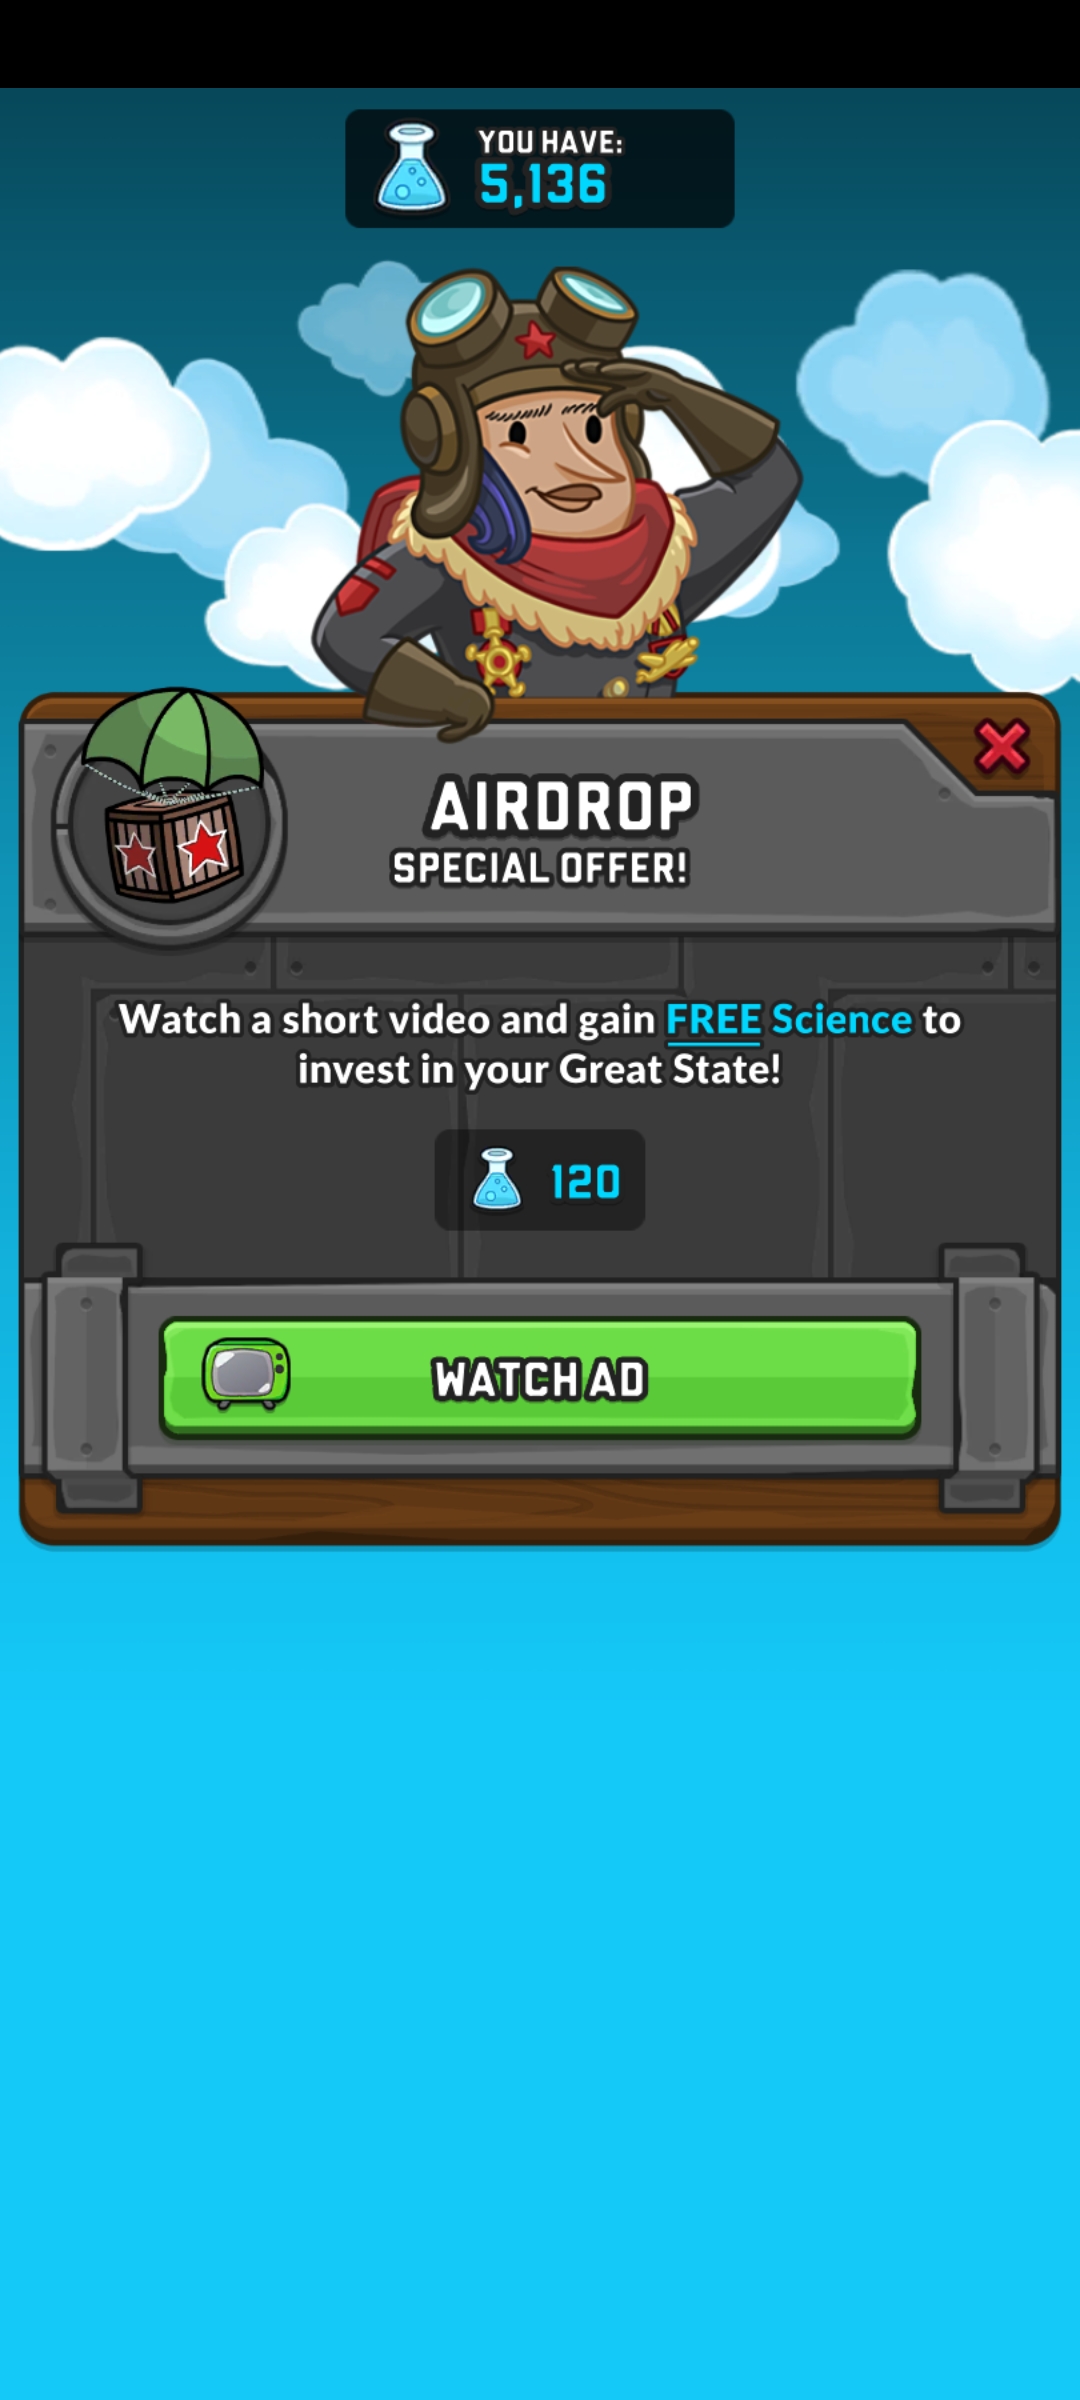 YOU HAVE:
5,136
AIRDROP
SPECIAL OFFER!
Watch a short video and gain FREE Science to
invest in your Great State!
120
WATCH AD